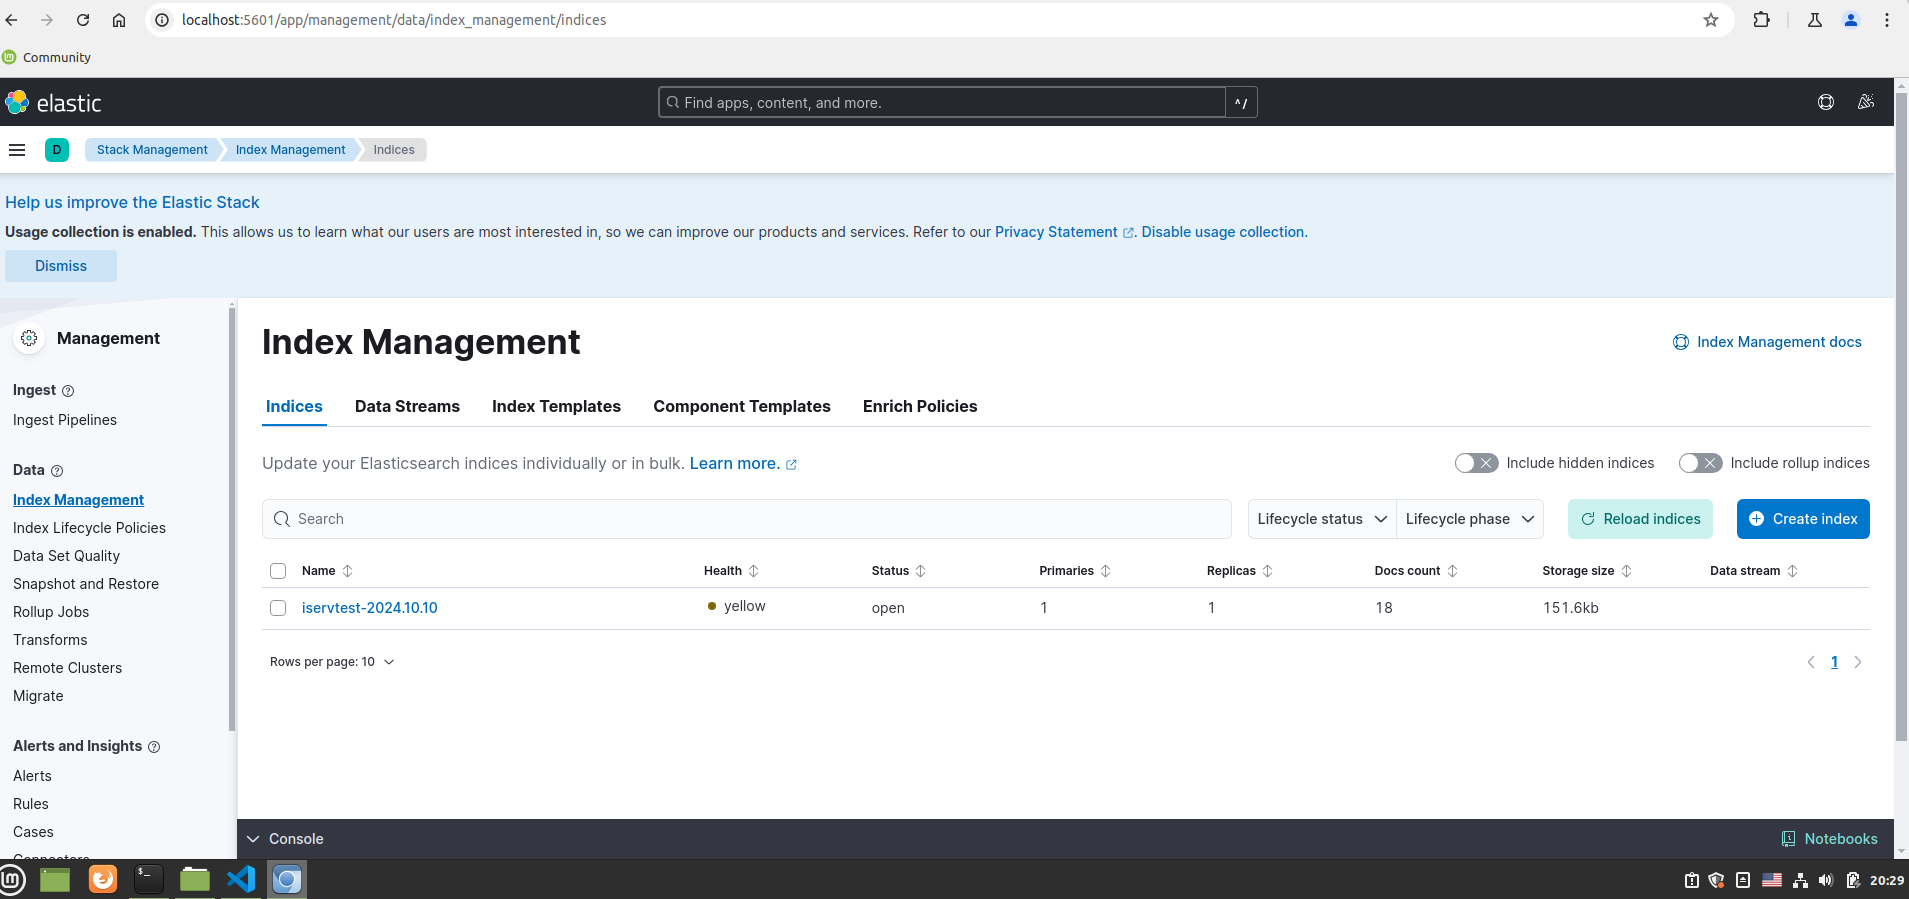 localhost:5601/app/management/data/index_management/indices
Community
elastic
Find apps, content, and more.
^ /
D
Stack Management
Index Management
Indices
Help us improve the Elastic Stack
Usage collection is enabled. This allows us to learn what our users are most interested in, so we can improve our products and services. Refer to our Privacy Statement. Disable usage collection.
Dismiss
Management
Ingest
Ingest Pipelines
Data
Index Management
Index Lifecycle Policies
Data Set Quality
Snapshot and Restore
Rollup Jobs
Transforms
Remote Clusters
Migrate
Alerts and Insights
Alerts
Rules
Cases
Connectors
Index Management
Index Management docs
Indices
Data Streams
Index Templates
Component Templates
Enrich Policies
Update your Elasticsearch indices individually or in bulk. Learn more.
Include hidden indices
Include rollup indices
Search
Lifecycle status
Lifecycle phase
Reload indices
Create index
Name Health Status Primaries Replicas Docs count Storage size Data stream
iservtest-2024.10.10 yellow open 1 1 18 151.6kb
Rows per page: 10
1
Console
Notebooks
20:29